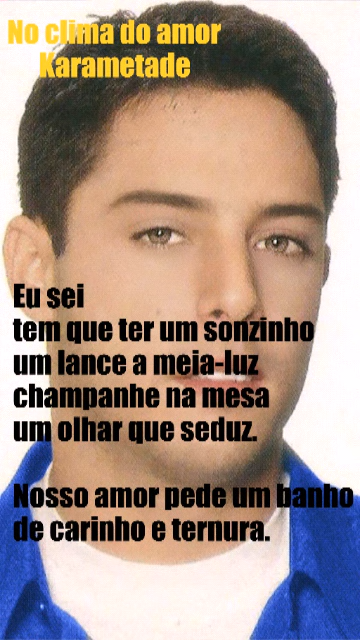 No clima do amor
Karametade
Eu sei
tem que ter um sonzinho
um lance a meia-luz
champanhe na mesa
um olhar que seduz.
Nosso amor pede um banho
de carinho e ternura.